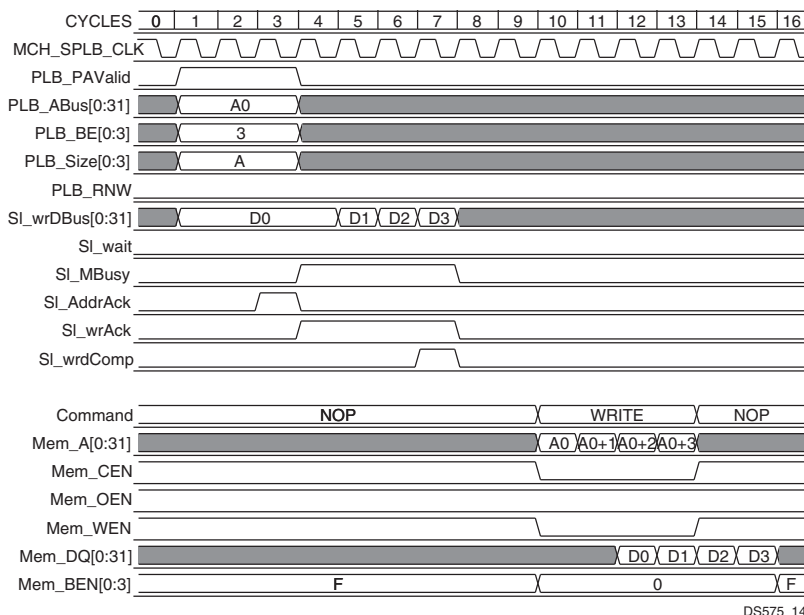 CYCLES 0 1 2 3 4 5 6 7 8 9 10 11 12 13 14 15 16
MCH_SPLB_CLK
PLB_PAValid
PLB_ABus[0:31] A0
PLB_BE[0:3] 3
PLB_Size[0:3] A
PLB_RNW
Sl_wrDBus[0:31] D0 D1 D2 D3
Sl_wait
Sl_MBusy
Sl_AddrAck
Sl_wrAck
Sl_wrdComp
Command NOP WRITE NOP
Mem_A[0:31] A0 A0+1 A0+2 A0+3
Mem_CEN
Mem_OEN
Mem_WEN
Mem_DQ[0:31] D0 D1 D2 D3
Mem_BEN[0:3] F 0 F
DS575_14